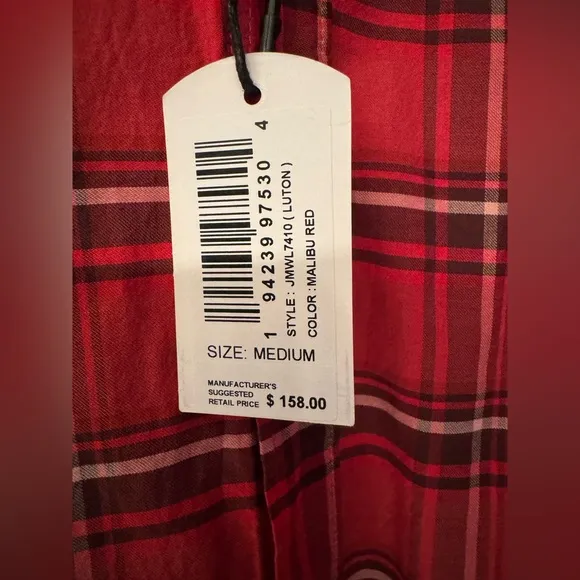 1 94239 97530 4
STYLE : JMWL7410 ( LUTON )
COLOR : MALIBU RED
SIZE: MEDIUM
MANUFACTURER'S
SUGGESTED
RETAIL PRICE $ 158.00